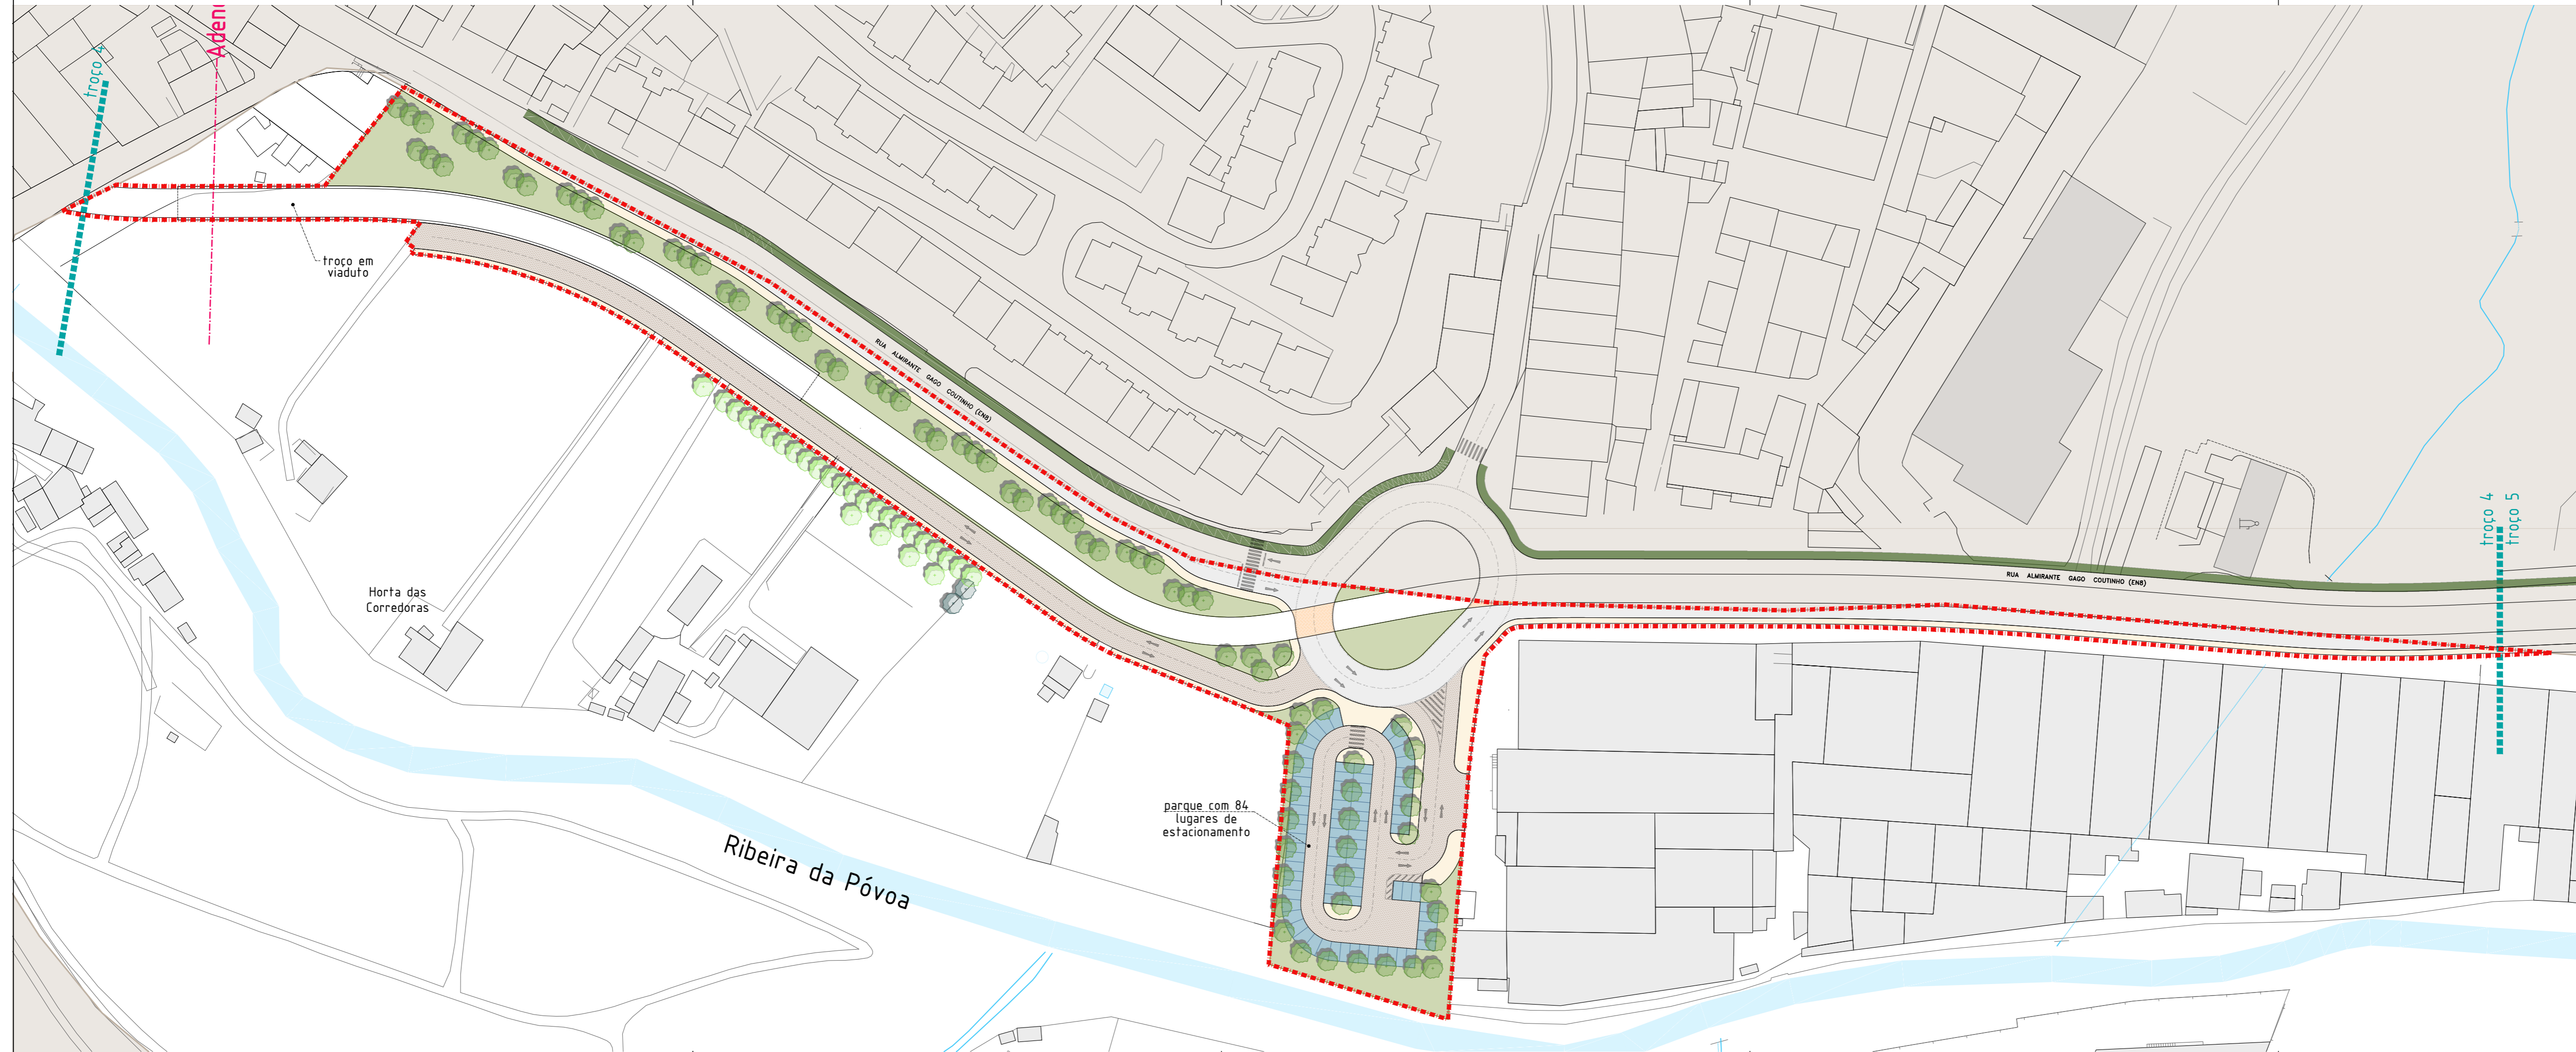 troço 4
Aden
troço em
viaduto
RUA ALMIRANTE GAGO COUTINHO (EN8)
Horta das
Corredoras
Ribeira da Póvoa
parque com 84
lugares de
estacionamento
RUA ALMIRANTE GAGO COUTINHO (EN8)
troço 4
troço 5